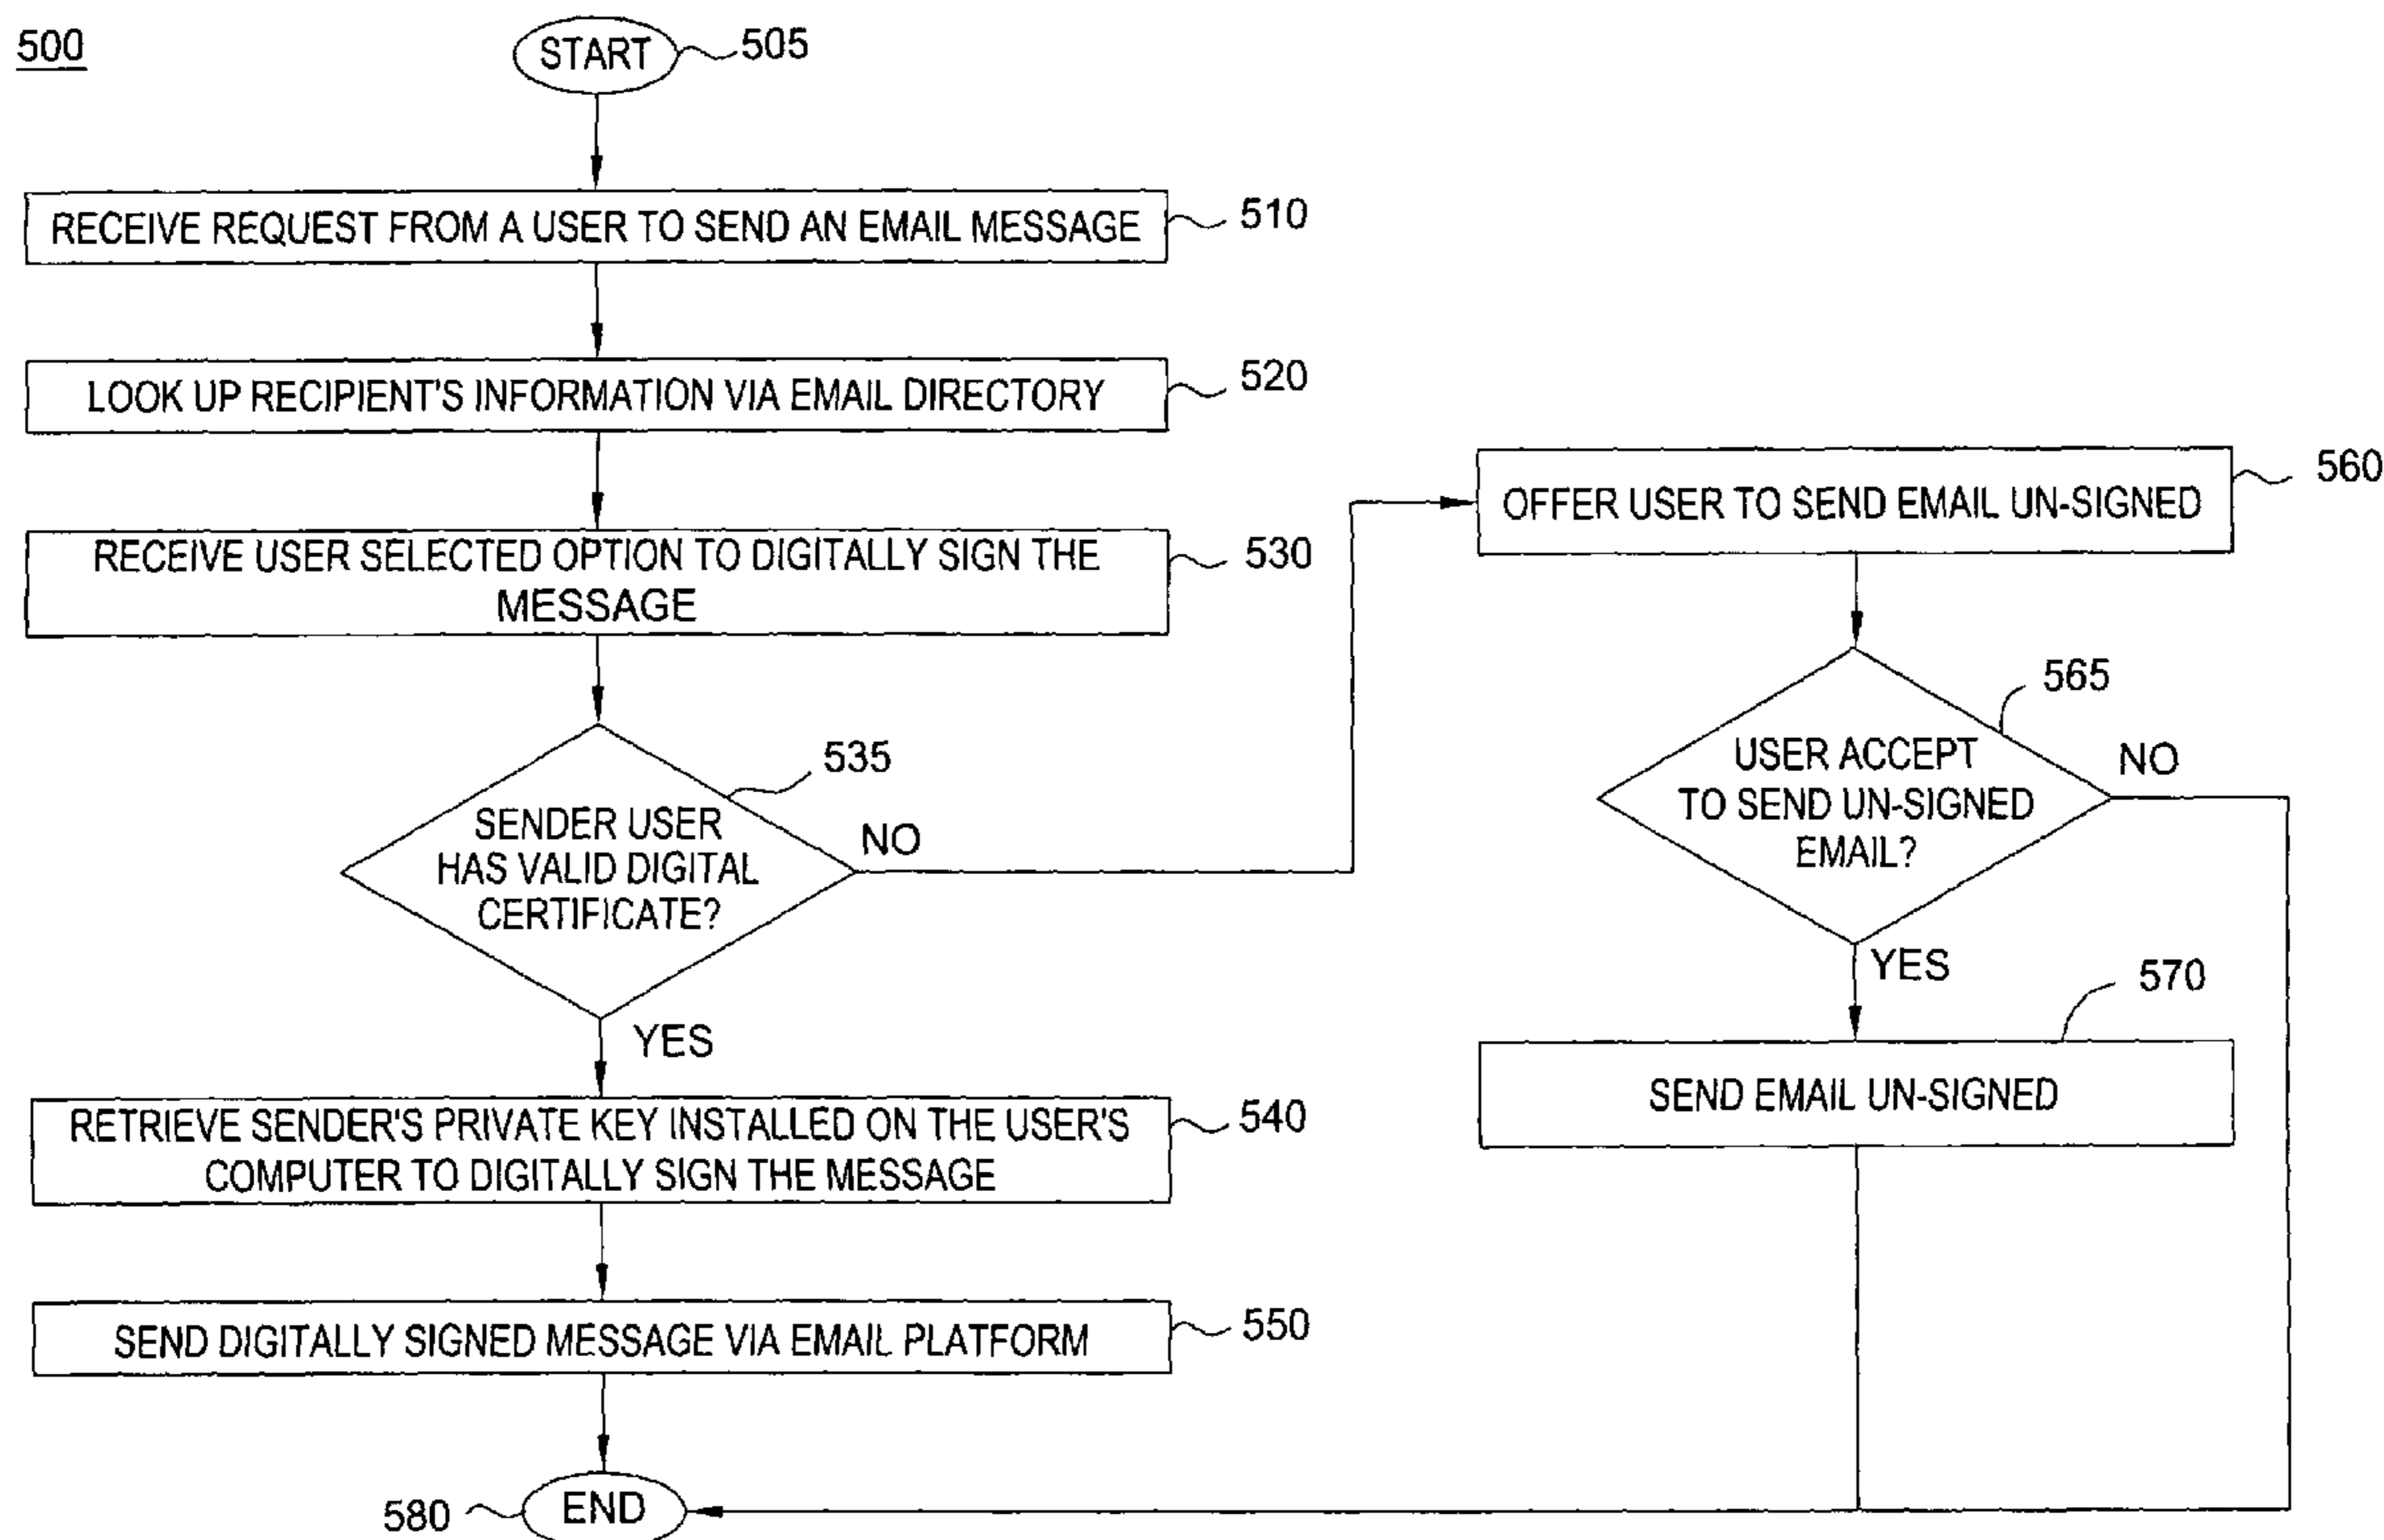 500
START
505
RECEIVE REQUEST FROM A USER TO SEND AN EMAIL MESSAGE
510
LOOK UP RECIPIENT'S INFORMATION VIA EMAIL DIRECTORY
520
RECEIVE USER SELECTED OPTION TO DIGITALLY SIGN THE
MESSAGE
530
SENDER USER
HAS VALID DIGITAL
CERTIFICATE?
535
NO
YES
RETRIEVE SENDER'S PRIVATE KEY INSTALLED ON THE USER'S
COMPUTER TO DIGITALLY SIGN THE MESSAGE
540
SEND DIGITALLY SIGNED MESSAGE VIA EMAIL PLATFORM
550
OFFER USER TO SEND EMAIL UN-SIGNED
560
USER ACCEPT
TO SEND UN-SIGNED
EMAIL?
565
NO
YES
570
SEND EMAIL UN-SIGNED
580
END